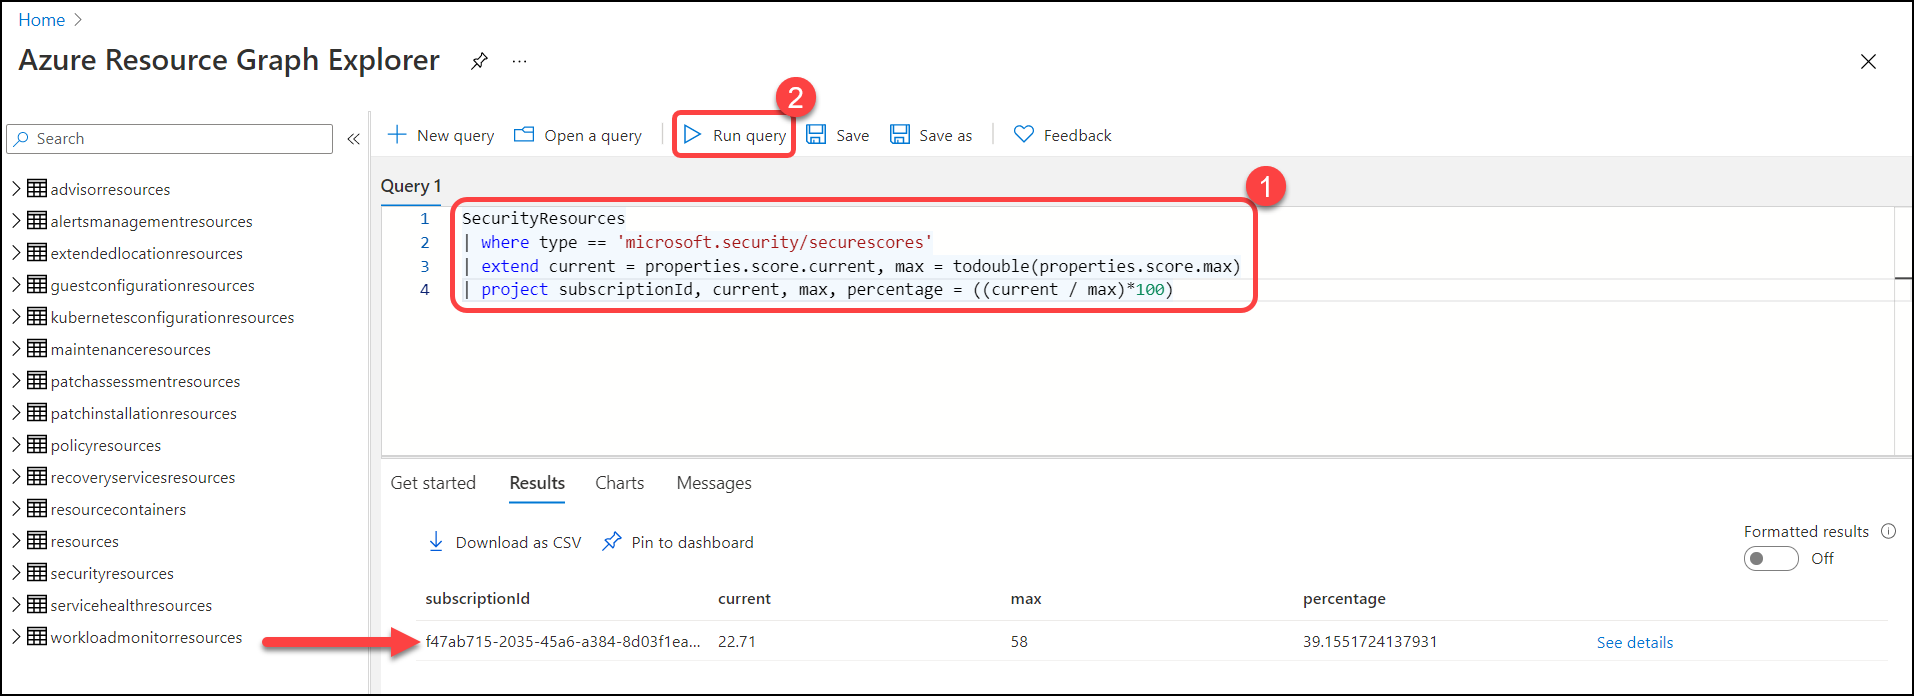 Home
Azure Resource Graph Explorer
...
Search
advisorresources
alertsmanagementresources
extendedlocationresources
guestconfigurationresources
kubernetesconfigurationresources
maintenanceresources
patchassessmentresources
patchinstallationresources
policyresources
recoveryservicesresources
resourcecontainers
resources
securityresources
servicehealthresources
workloadmonitorresources
New query Open a query Run query Save Save as Feedback
2
Query 1
1
1 SecurityResources
2 | where type == 'microsoft.security/securescores'
3 | extend current = properties.score.current, max = todouble(properties.score.max)
4 | project subscriptionId, current, max, percentage = ((current / max)*100)
Get started Results Charts Messages
Download as CSV Pin to dashboard
Formatted results
Off
subscriptionId current max percentage
f47ab715-2035-45a6-a384-8d03f1ea... 22.71 58 39.1551724137931 See details